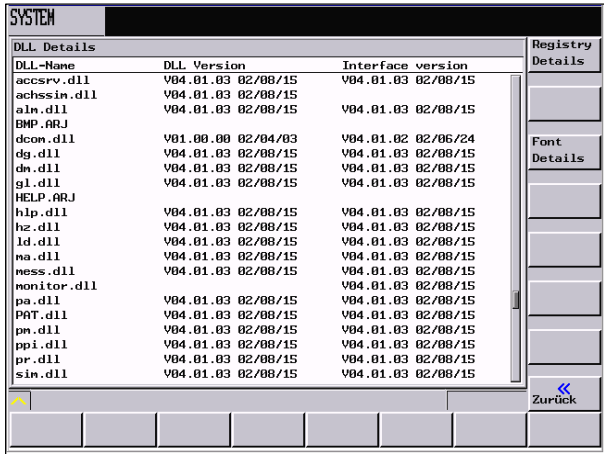 SYSTEM
DLL Details
DLL-Name DLL Version Interface version
accsrv.dll V04.01.03 02/08/15 V04.01.03 02/08/15
achssim.dll V04.01.03 02/08/15
alm.dll V04.01.03 02/08/15 V04.01.03 02/08/15
BMP.ARJ
dcom.dll V01.00.00 02/04/03 V04.01.02 02/06/24
dg.dll V04.01.03 02/08/15 V04.01.03 02/08/15
dm.dll V04.01.03 02/08/15 V04.01.03 02/08/15
gl.dll V04.01.03 02/08/15 V04.01.03 02/08/15
HELP.ARJ
hlp.dll V04.01.03 02/08/15 V04.01.03 02/08/15
hz.dll V04.01.03 02/08/15 V04.01.03 02/08/15
ld.dll V04.01.03 02/08/15 V04.01.03 02/08/15
ma.dll V04.01.03 02/08/15 V04.01.03 02/08/15
mess.dll V04.01.03 02/08/15 V04.01.03 02/08/15
monitor.dll V04.01.03 02/08/15
pa.dll V04.01.03 02/08/15 V04.01.03 02/08/15
PAT.dll V04.01.03 02/08/15 V04.01.03 02/08/15
pm.dll V04.01.03 02/08/15 V04.01.03 02/08/15
ppi.dll V04.01.03 02/08/15 V04.01.03 02/08/15
pr.dll V04.01.03 02/08/15 V04.01.03 02/08/15
sim.dll V04.01.03 02/08/15 V04.01.03 02/08/15
Registry
Details
Font
Details
Zurück